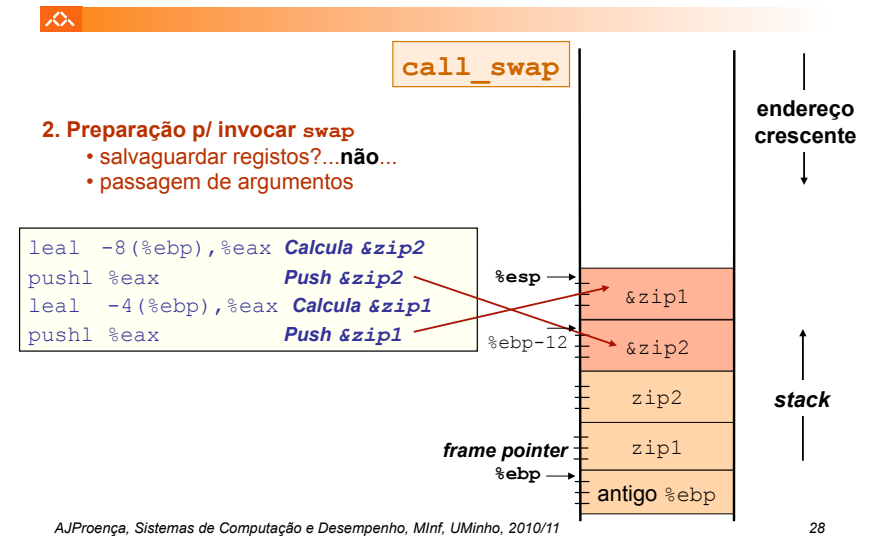 call_swap
endereço
crescente
2. Preparação p/ invocar swap
• salvaguardar registos?...não...
• passagem de argumentos
leal -8(%ebp),%eax Calcula &zip2
pushl %eax Push &zip2
leal -4(%ebp),%eax Calcula &zip1
pushl %eax Push &zip1
%esp
&zip1
%ebp-12
&zip2
zip2
stack
frame pointer
zip1
%ebp
antigo %ebp
AJProença, Sistemas de Computação e Desempenho, MInf, UMinho, 2010/11 28